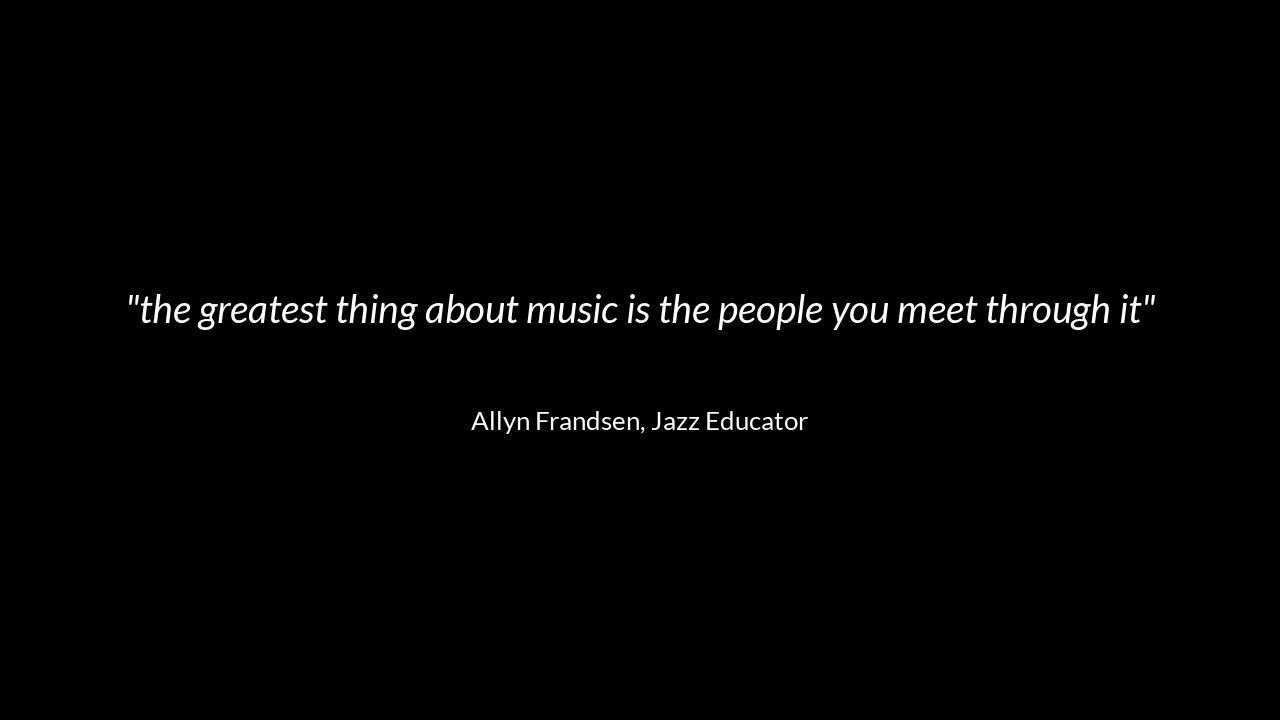 "the greatest thing about music is the people you meet through it"
Allyn Frandsen, Jazz Educator